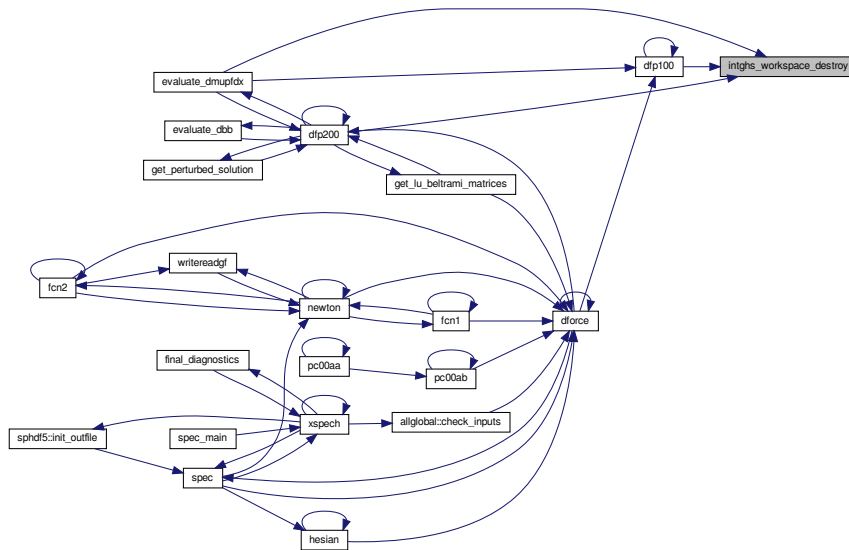 intghs_workspace_destroy
dfp100
evaluate_dmupfdx
evaluate_dbb
dfp200
get_perturbed_solution
get_lu_beltrami_matrices
writereadgf
fcn2
newton
fcn1
dforce
final_diagnostics
pc00aa
pc00ab
xspech
allglobal::check_inputs
sphdf5::init_outfile
spec_main
spec
hesian